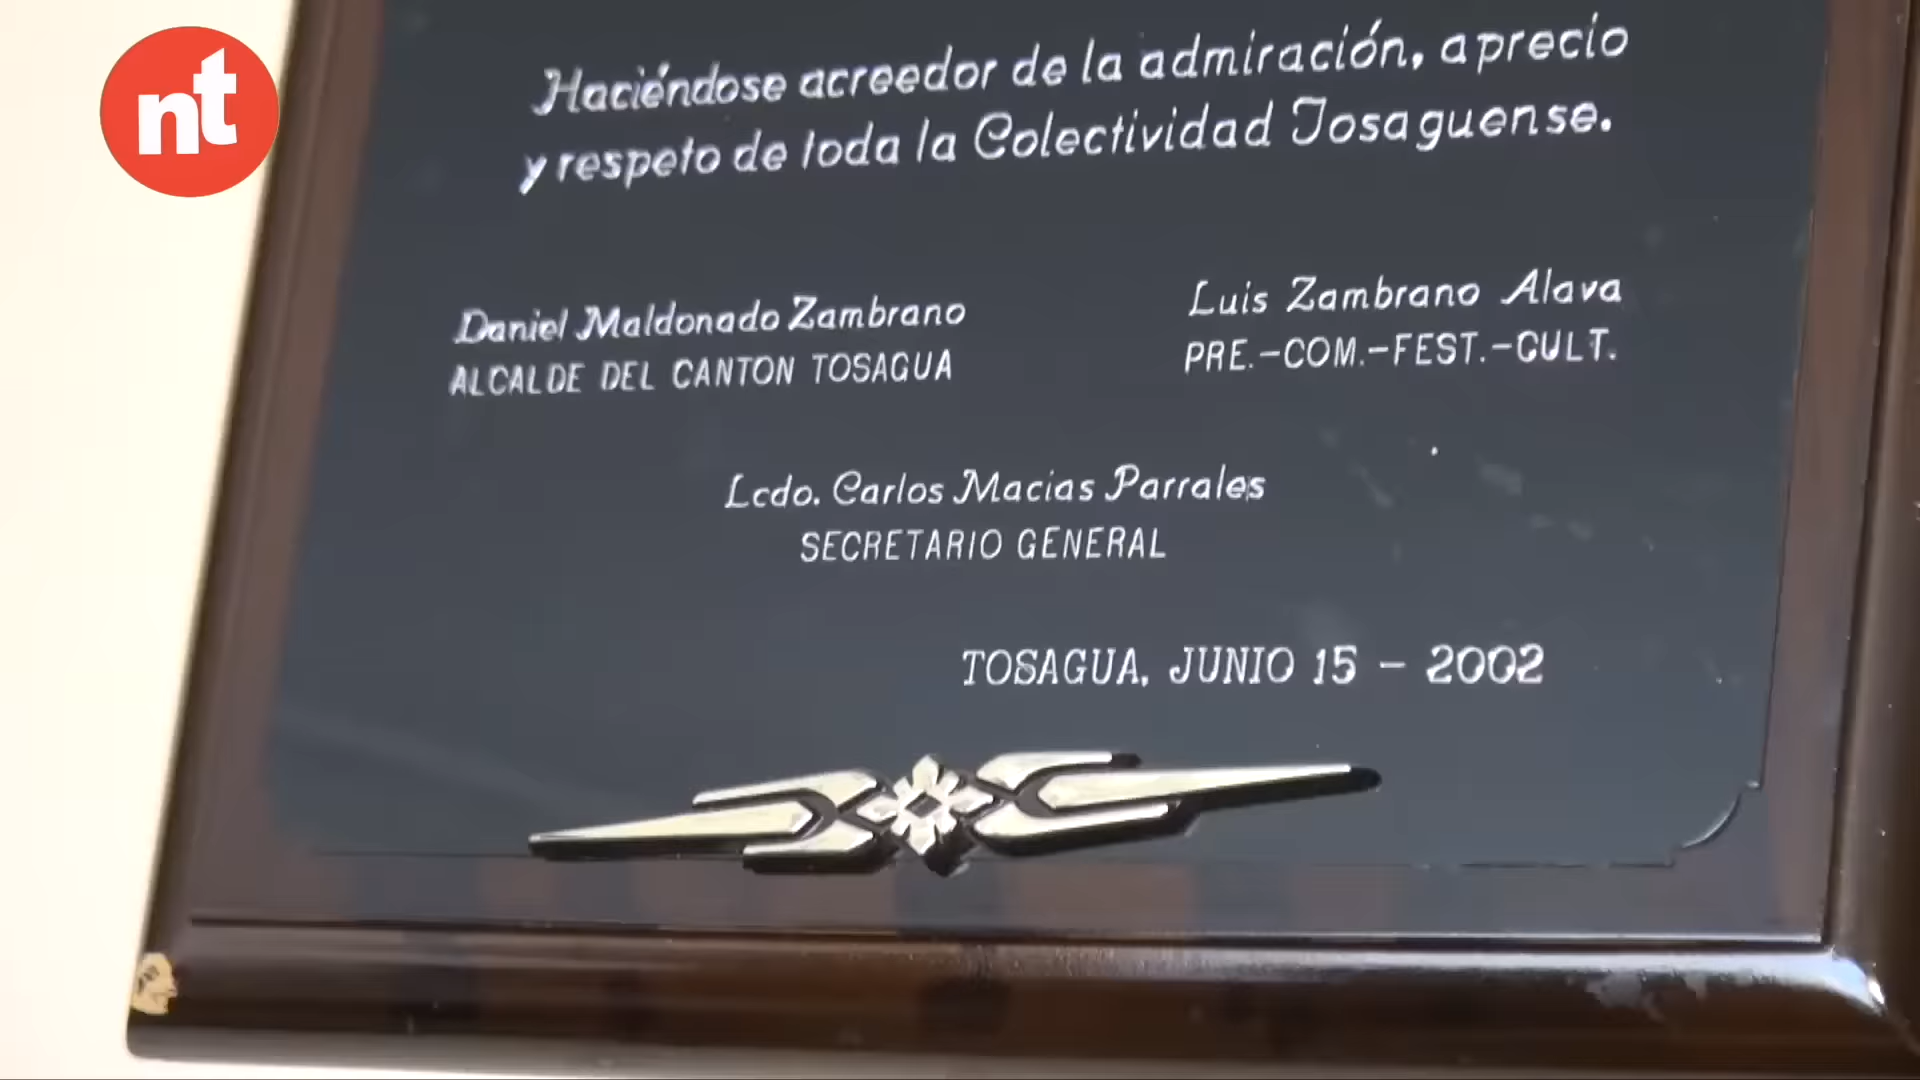 nt
Haciéndose acreedor de la admiración, aprecio
y respeto de toda la Colectividad Tosaguense.
Daniel Maldonado Zambrano
ALCALDE DEL CANTON TOSAGUA
Luis Zambrano Alava
PRE.-COM.-FEST.-CULT.
Lcdo. Carlos Macias Parrales
SECRETARIO GENERAL
TOSAGUA, JUNIO 15 - 2002